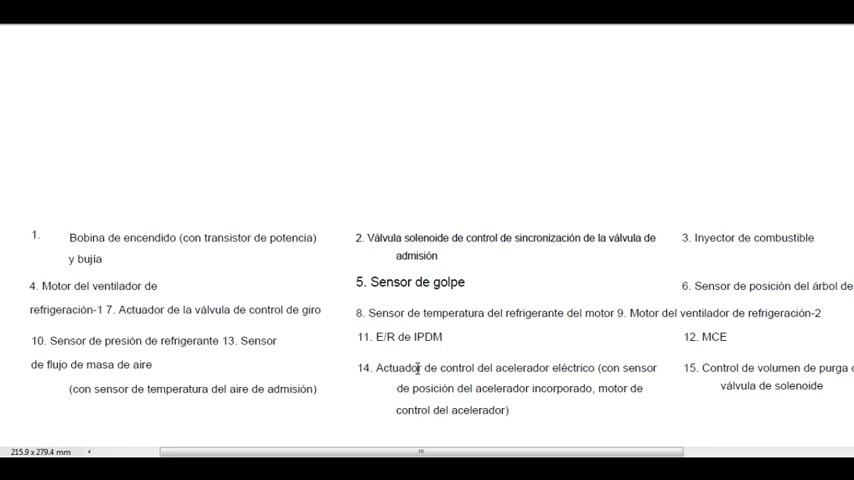 1. Bobina de encendido (con transistor de potencia)
y bujía
2. Válvula solenoide de control de sincronización de la válvula de
admisión
3. Inyector de combustible
4. Motor del ventilador de
5. Sensor de golpe
6. Sensor de posición del árbol de
refrigeración-1 7. Actuador de la válvula de control de giro
8. Sensor de temperatura del refrigerante del motor 9. Motor del ventilador de refrigeración-2
10. Sensor de presión de refrigerante 13. Sensor
11. E/R de IPDM
12. MCE
de flujo de masa de aire
(con sensor de temperatura del aire de admisión)
14. Actuador de control del acelerador eléctrico (con sensor
de posición del acelerador incorporado, motor de
control del acelerador)
15. Control de volumen de purga
válvula de solenoide
215.9 x 279.4 mm